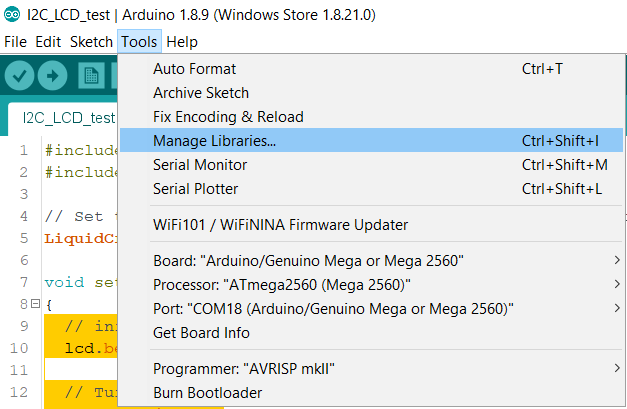 I2C_LCD_test | Arduino 1.8.9 (Windows Store 1.8.21.0)
File Edit Sketch Tools Help
Auto Format Ctrl+T
Archive Sketch
Fix Encoding & Reload
Manage Libraries... Ctrl+Shift+I
Serial Monitor Ctrl+Shift+M
Serial Plotter Ctrl+Shift+L
WiFi101 / WiFiNINA Firmware Updater
Board: "Arduino/Genuino Mega or Mega 2560"
Processor: "ATmega2560 (Mega 2560)"
Port: "COM18 (Arduino/Genuino Mega or Mega 2560)"
Get Board Info
Programmer: "AVRISP mkII"
Burn Bootloader
I2C_LCD_test
1 #include
2 #include
3
4 // Set t
5 LiquidC
6
7 void set
8 {
9 // in
10 lcd.be
11
12 // Tu